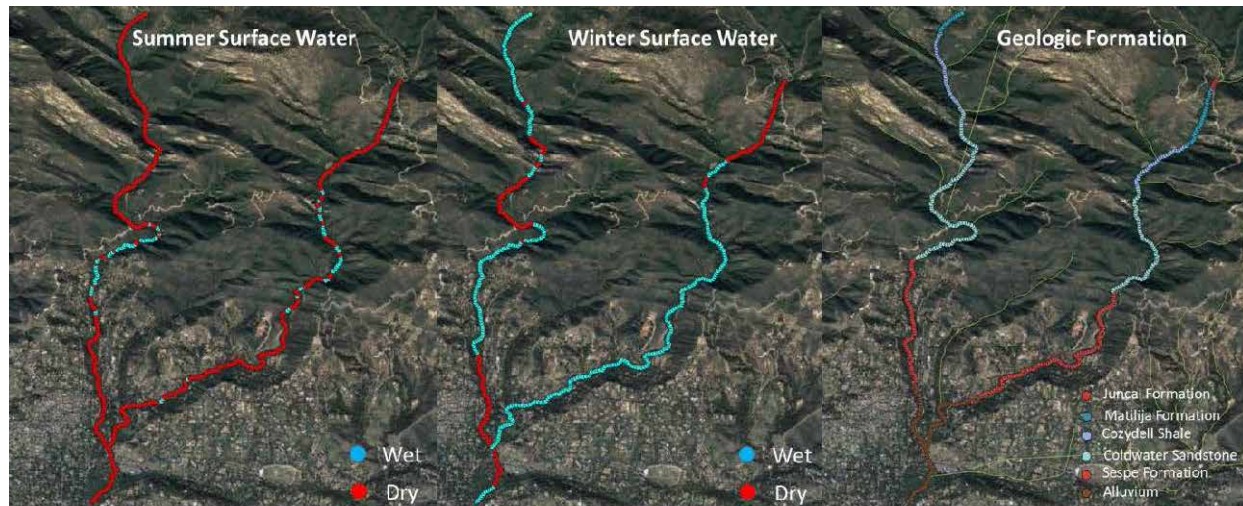 Summer Surface Water
Wet
Dry
Winter Surface Water
Wet
Dry
Geologic Formation
Juncal Formation
Matilija Formation
Cozydell Shale
Coldwater Sandstone
Sespe Formation
Alluvium